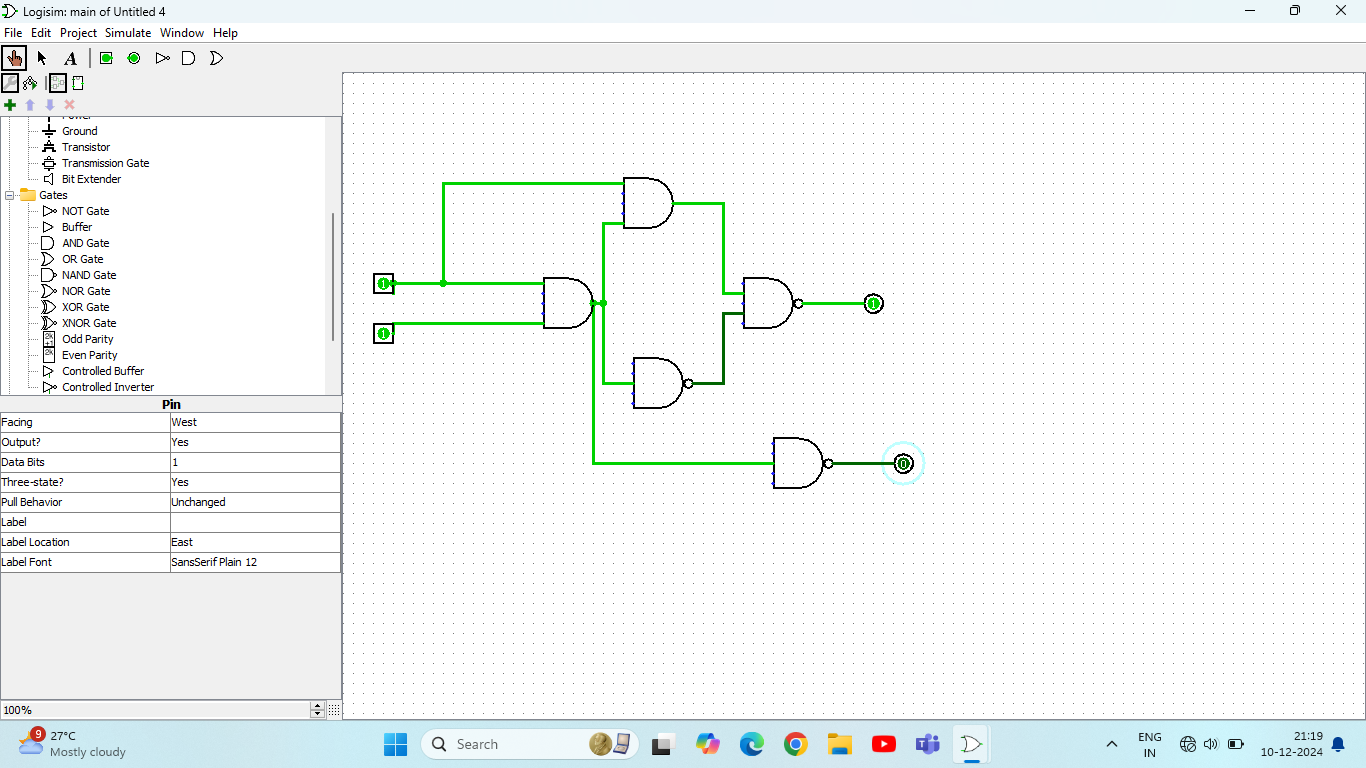 Logisim: main of Untitled 4
File Edit Project Simulate Window Help
A
Power
Ground
Transistor
Transmission Gate
Bit Extender
Gates
NOT Gate
Buffer
AND Gate
OR Gate
NAND Gate
NOR Gate
XOR Gate
XNOR Gate
Odd Parity
Even Parity
Controlled Buffer
Controlled Inverter
Pin
Facing West
Output? Yes
Data Bits 1
Three-state? Yes
Pull Behavior Unchanged
Label
Label Location East
Label Font SansSerif Plain 12
100%
1
1
1
0
9
27°C
Mostly cloudy
Search
ENG
IN
21:19
10-12-2024